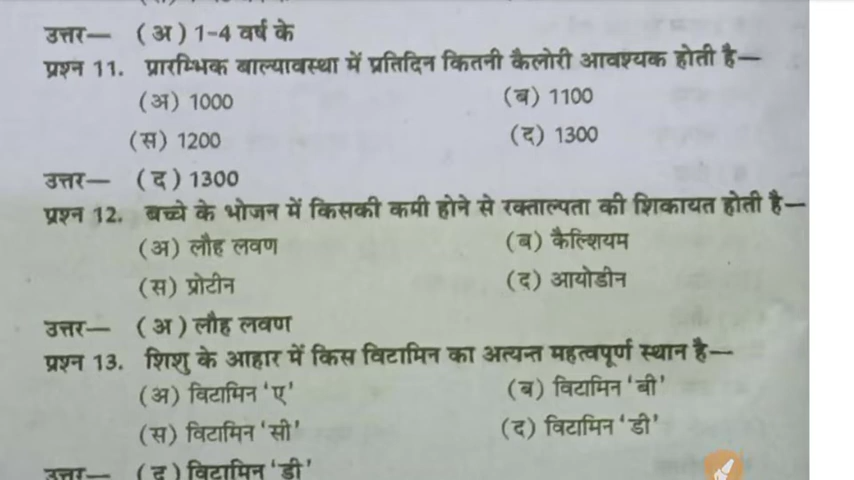 उत्तर— (अ) 1-4 वर्ष के
प्रश्न 11. प्रारम्भिक बाल्यावस्था में प्रतिदिन कितनी कैलोरी आवश्यक होती है—
(अ) 1000 (ब) 1100
(स) 1200 (द) 1300
उत्तर— (द) 1300
प्रश्न 12. बच्चे के भोजन में किसकी कमी होने से रक्ताल्पता की शिकायत होती है—
(अ) लौह लवण (ब) कैल्शियम
(स) प्रोटीन (द) आयोडीन
उत्तर— (अ) लौह लवण
प्रश्न 13. शिशु के आहार में किस विटामिन का अत्यन्त महत्वपूर्ण स्थान है—
(अ) विटामिन 'ए' (ब) विटामिन 'बी'
(स) विटामिन 'सी' (द) विटामिन 'डी'
उत्तर— (द) विटामिन 'डी'